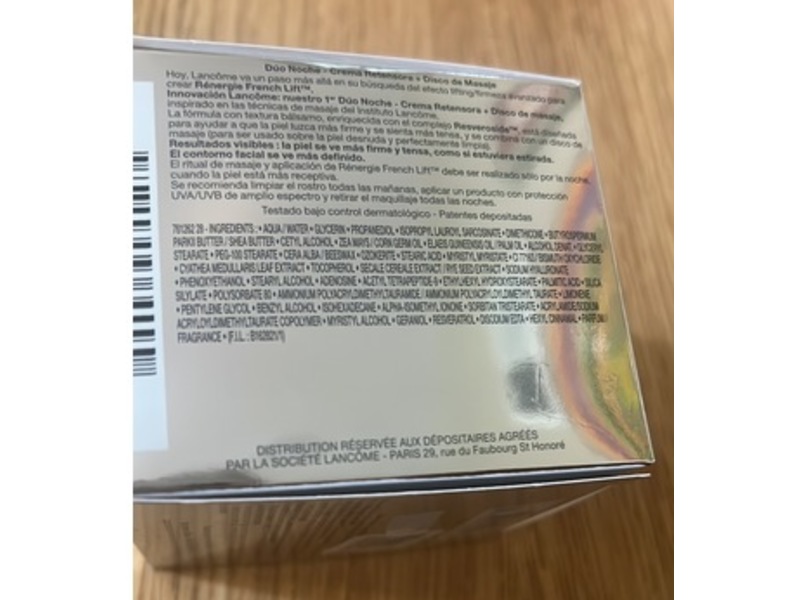 Dúo Noche - Crema Retensora + Disco de Masaje
Hoy, Lancôme va un paso más allá en su búsqueda del efecto lifting/firmeza avanzado para
crear Rénergie French Lift™.
Innovación Lancôme: nuestro 1er Dúo Noche - Crema Retensora + Disco de masaje,
inspirado en las técnicas de masaje del Instituto Lancôme.
La fórmula con textura bálsamo, enriquecida con el complejo Resveroside™, está diseñada
para ayudar a que la piel luzca más firme y se sienta más tensa, y se combina con un disco de
masaje (para ser usado sobre la piel desnuda y perfectamente limpia).
Resultados visibles : la piel se ve más firme y tensa, como si estuviera estirada.
El contorno facial se ve más definido.
El ritual de masaje y aplicación de Rénergie French Lift™ debe ser realizado sólo por la noche,
cuando la piel está más receptiva.
Se recomienda limpiar el rostro todas las mañanas, aplicar un producto con protección
UVA/UVB de amplio espectro y retirar el maquillaje todas las noches.
Testado bajo control dermatológico - Patentes depositadas
761262 28 - INGREDIENTS : • AQUA / WATER • GLYCERIN • PROPANEDIOL • ISOPROPYL LAUROYL SARCOSINATE • DIMETHICONE • BUTYROSPERMUM
PARKII BUTTER / SHEA BUTTER • CETYL ALCOHOL • ZEA MAYS / CORN GERM OIL • ELAEIS GUINEENSIS OIL / PALM OIL • ALCOHOL DENAT. • GLYCERYL
STEARATE • PEG-100 STEARATE • CERA ALBA / BEESWAX • OZOKERITE • STEARIC ACID • MYRISTYL MYRISTATE • CI 77163 / BISMUTH OXYCHLORIDE
• CYATHEA MEDULLARIS LEAF EXTRACT • TOCOPHEROL • SECALE CEREALE EXTRACT / RYE SEED EXTRACT • SODIUM HYALURONATE
• PHENOXYETHANOL • STEARYL ALCOHOL • ADENOSINE • ACETYL TETRAPEPTIDE-9 • ETHYLHEXYL HYDROXYSTEARATE • PALMITIC ACID • SILICA
SILYLATE • POLYSORBATE 80 • AMMONIUM POLYACRYLDIMETHYLTAURAMIDE / AMMONIUM POLYACRYLOYLDIMETHYL TAURATE • LIMONENE
• PENTYLENE GLYCOL • BENZYL ALCOHOL • ISOHEXADECANE • ALPHA-ISOMETHYL IONONE • SORBITAN TRISTEARATE • ACRYLAMIDE/SODIUM
ACRYLOYLDIMETHYLTAURATE COPOLYMER • MYRISTYL ALCOHOL • GERANIOL • RESVERATROL • DISODIUM EDTA • HEXYL CINNAMAL • PARFUM /
FRAGRANCE • (F.I.L. : B162821/1)
DISTRIBUTION RÉSERVÉE AUX DÉPOSITAIRES AGRÉÉS
PAR LA SOCIÉTÉ LANCÔME - PARIS 29, rue du Faubourg St Honoré